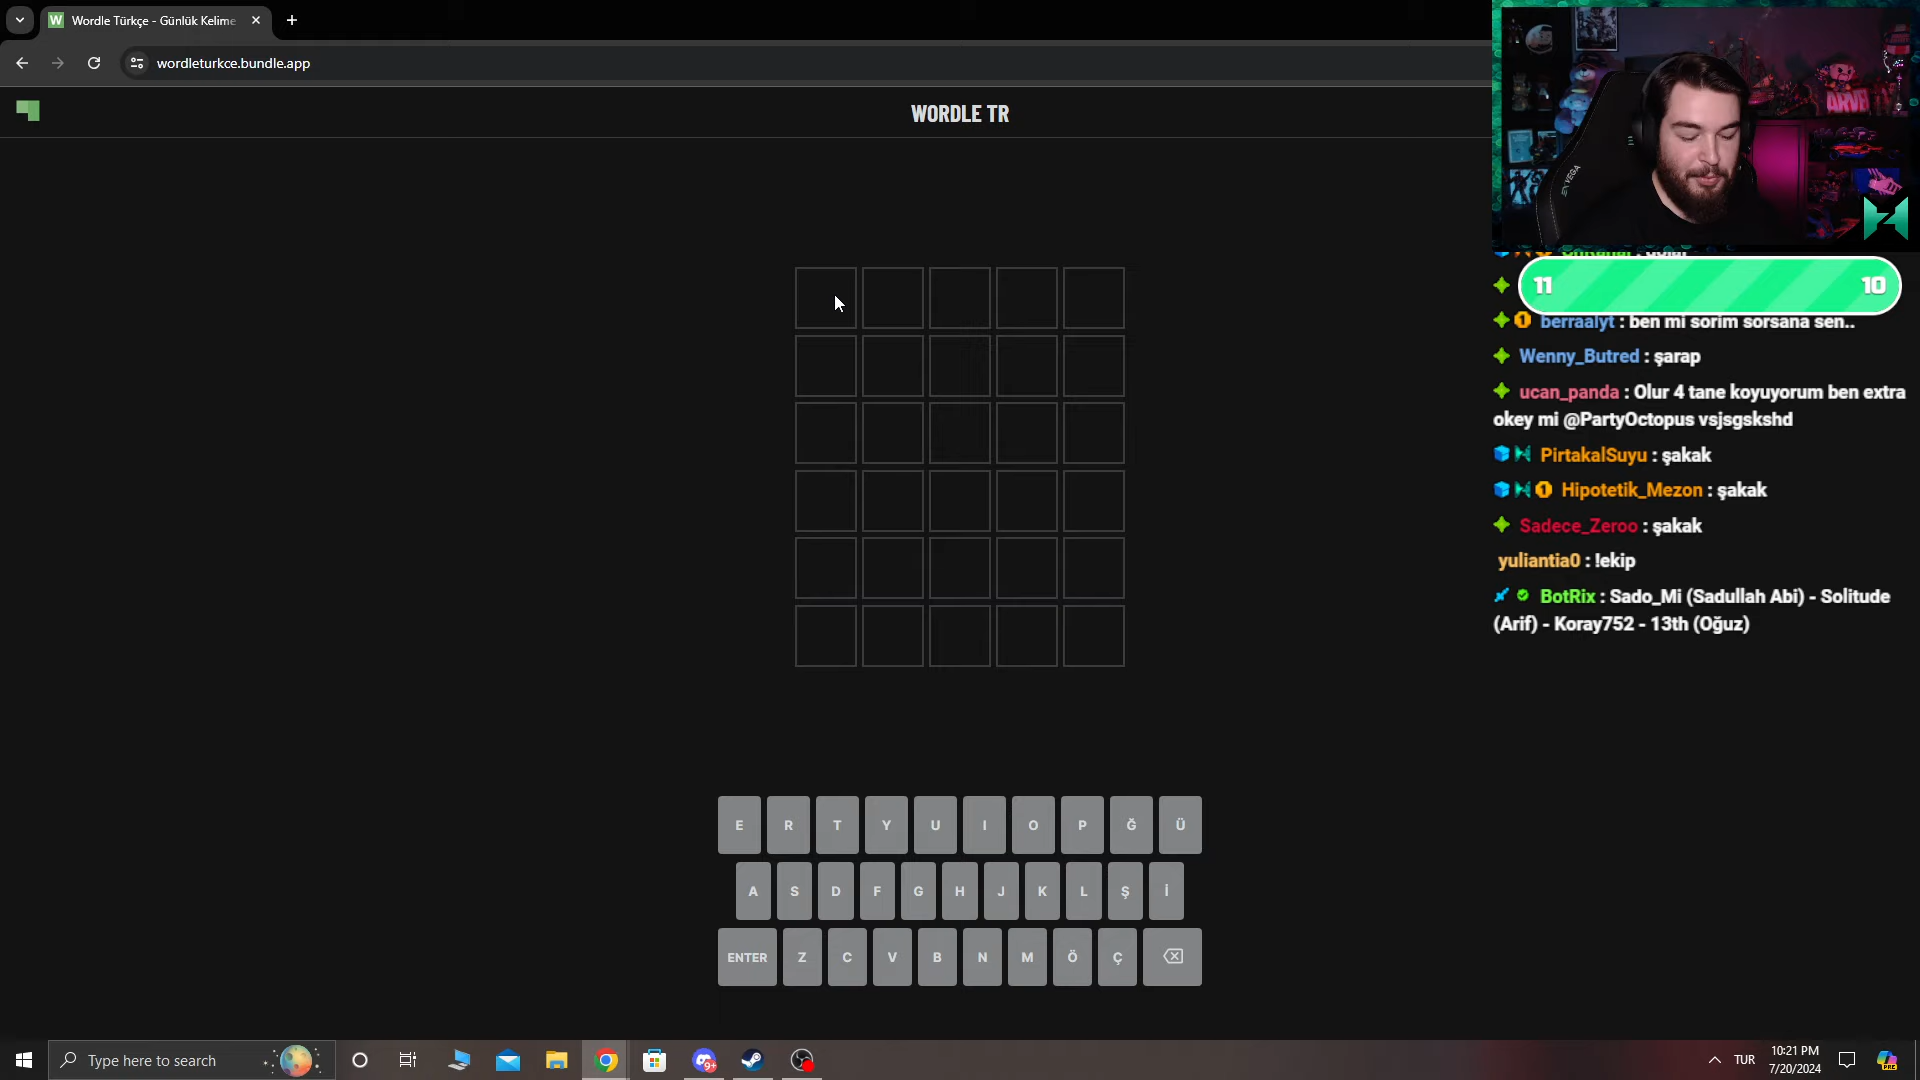 Wordle Türkçe - Günlük Kelime
wordleturkce.bundle.app
WORDLE TR
E R T Y U I O P Ğ Ü
A S D F G H J K L Ş İ
ENTER Z C V B N M Ö Ç
11 10
berraalyt : ben mi sorim sorsana sen..
Wenny_Butred : şarap
ucan_panda : Olur 4 tane koyuyorum ben extra
okey mi @PartyOctopus vsjsgskshd
PirtakalSuyu : şakak
Hipotetik_Mezon : şakak
Sadece_Zeroo : şakak
yuliantia0 : !ekip
BotRix : Sado_Mi (Sadullah Abi) - Solitude
(Arif) - Koray752 - 13th (Oğuz)
Type here to search
TUR
10:21 PM
7/20/2024